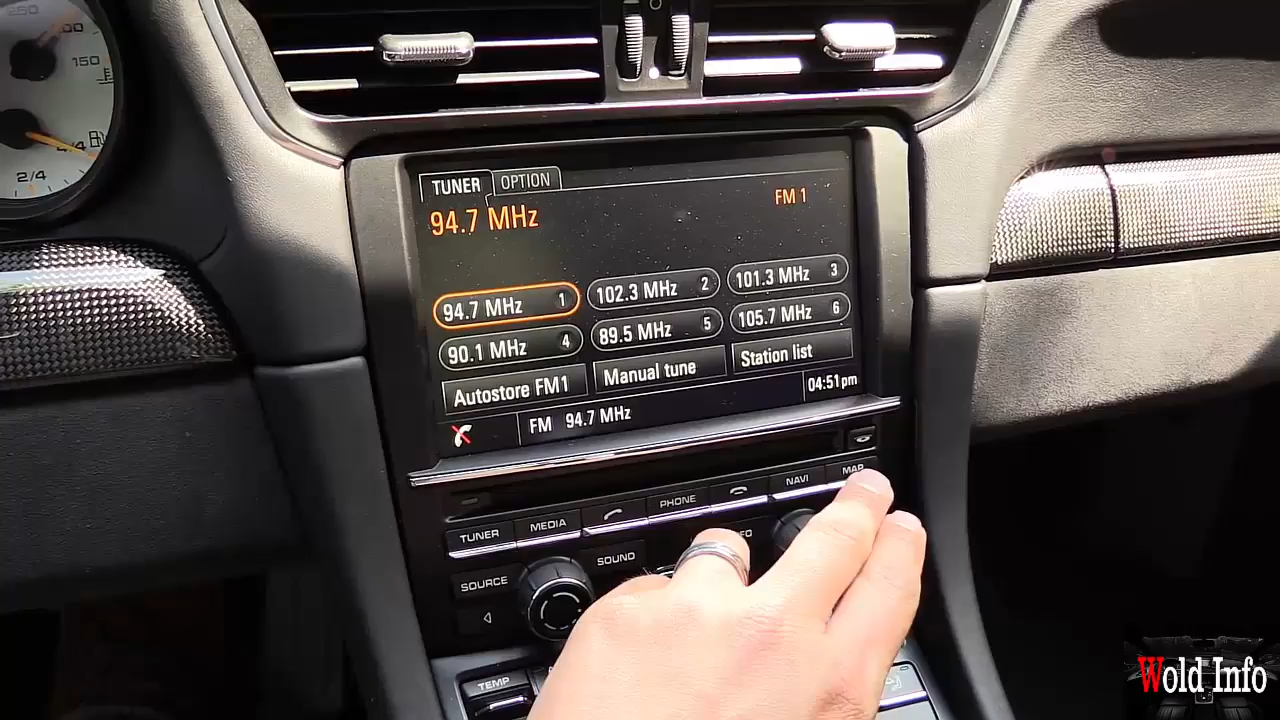 250
300
150
4/4
2/4
TUNER OPTION
94.7 MHz
FM 1
94.7 MHz 1
102.3 MHz 2
101.3 MHz 3
90.1 MHz 4
89.5 MHz 5
105.7 MHz 6
Autostore FM1
Manual tune
Station list
FM 94.7 MHz
04:51pm
TUNER
MEDIA
PHONE
NAVI
MAP
SOURCE
SOUND
TEMP
Wold Info